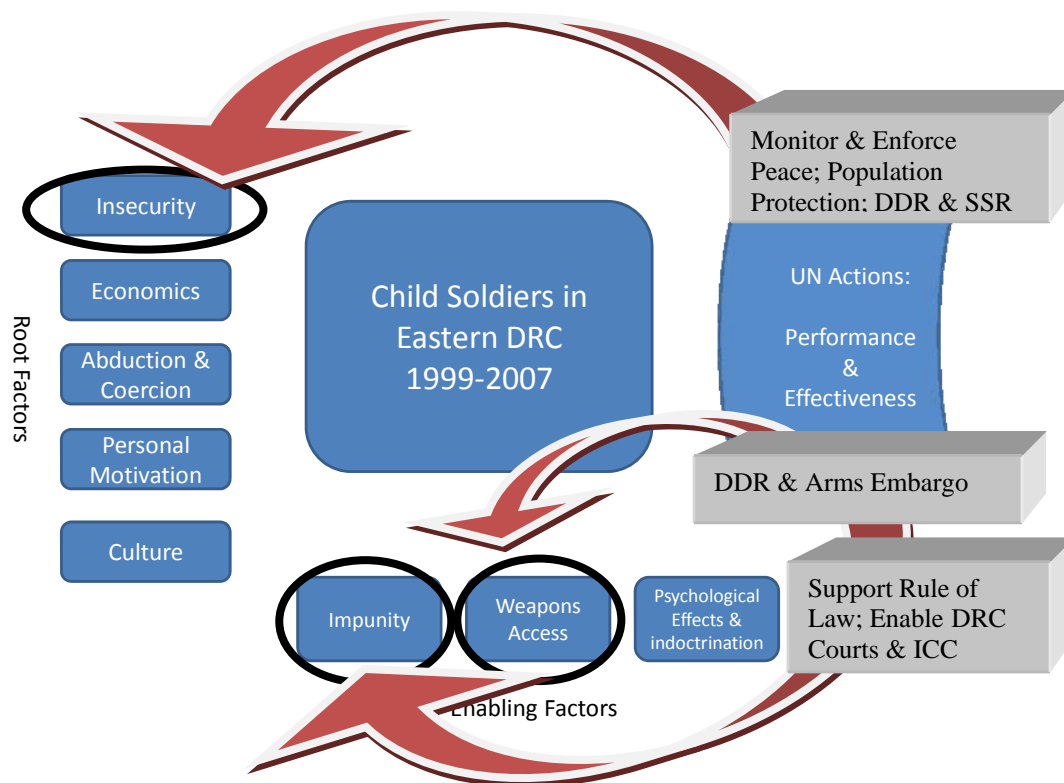 Monitor & Enforce
Peace; Population
Protection; DDR & SSR
Insecurity
Economics
Abduction &
Coercion
Personal
Motivation
Culture
Root Factors
Child Soldiers in
Eastern DRC
1999-2007
UN Actions:
Performance
&
Effectiveness
DDR & Arms Embargo
Impunity
Weapons
Access
Psychological
Effects &
indoctrination
Support Rule of
Law; Enable DRC
Courts & ICC
Enabling Factors